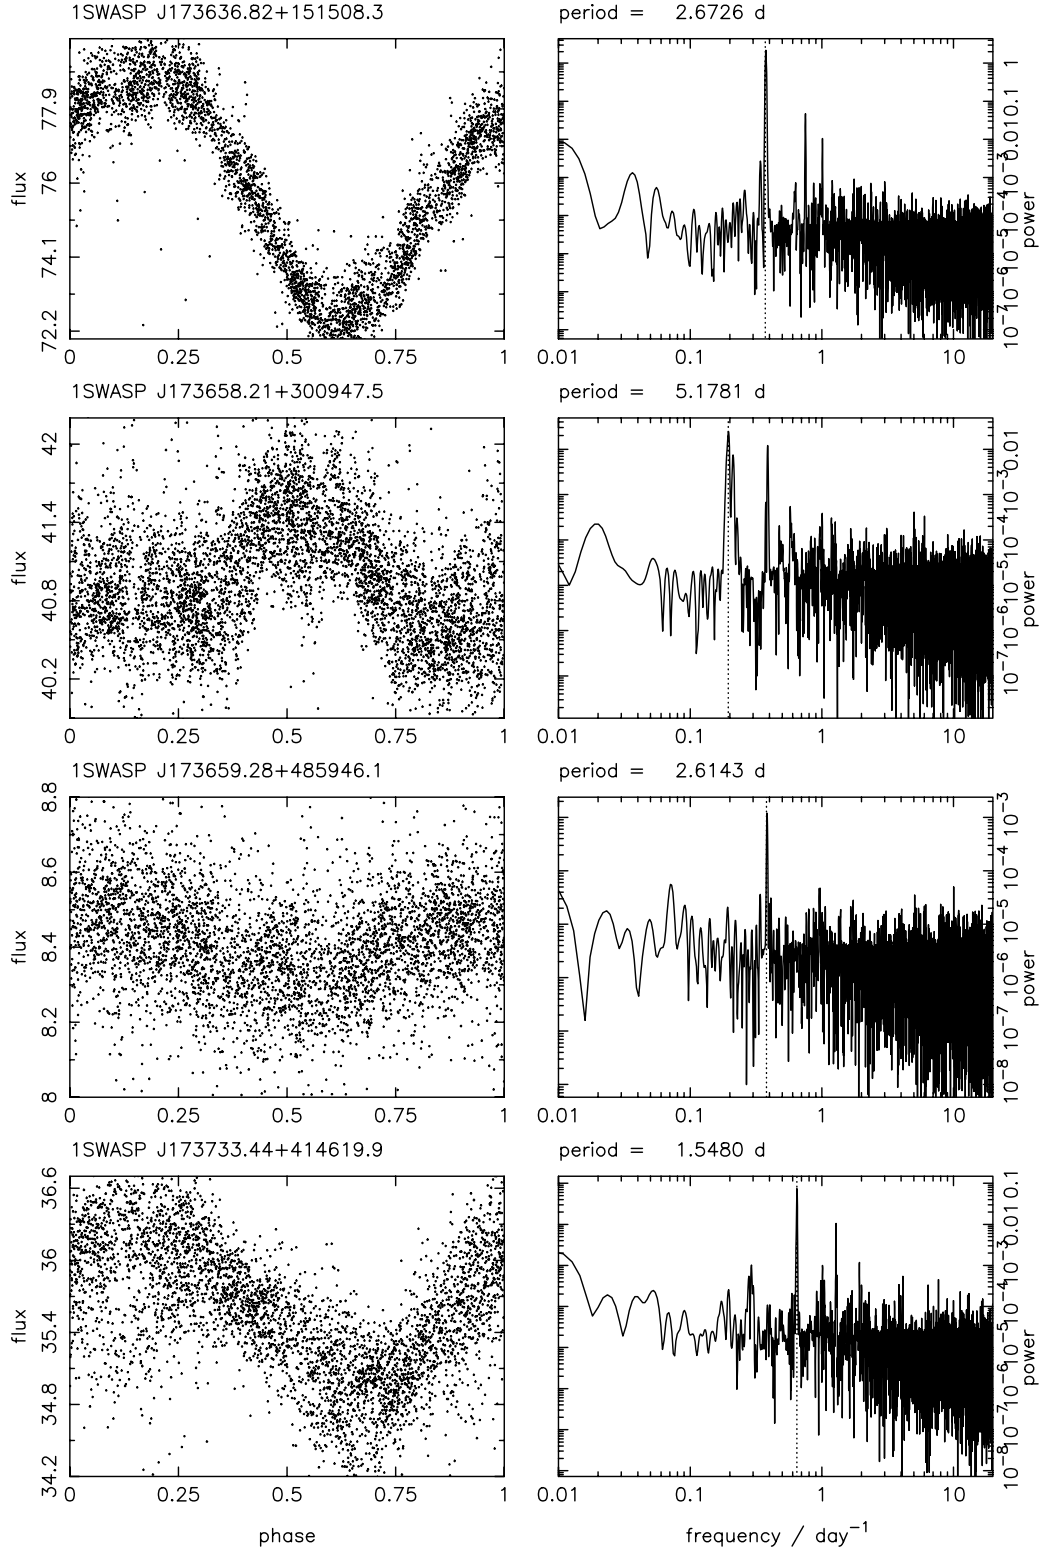 1SWASP J173636.82+151508.3 period = 2.6726 d
flux 72.2 74.1 76 77.9
0 0.25 0.5 0.75 1
power 10^-7 10^-6 10^-5 10^-4 10^-3 0.01 0.1 1
0.01 0.1 1 10
1SWASP J173658.21+300947.5 period = 5.1781 d
flux 40.2 40.8 41.4 42
0 0.25 0.5 0.75 1
power 10^-7 10^-6 10^-5 10^-4 10^-3 0.01
0.01 0.1 1 10
1SWASP J173659.28+485946.1 period = 2.6143 d
flux 8 8.2 8.4 8.6 8.8
0 0.25 0.5 0.75 1
power 10^-8 10^-7 10^-6 10^-5 10^-4 10^-3
0.01 0.1 1 10
1SWASP J173733.44+414619.9 period = 1.5480 d
flux 34.2 34.8 35.4 36 36.6
0 0.25 0.5 0.75 1
power 10^-8 10^-7 10^-6 10^-5 10^-4 10^-3 0.01 0.1
0.01 0.1 1 10
phase frequency / day^-1